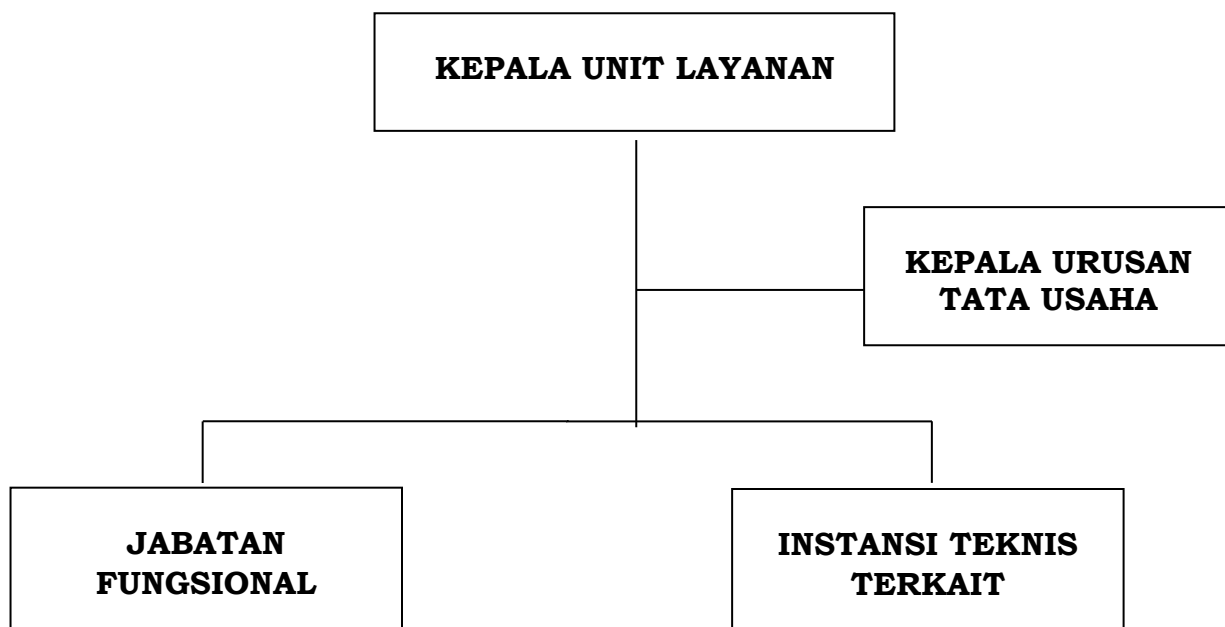 KEPALA UNIT LAYANAN
KEPALA URUSAN
TATA USAHA
JABATAN
FUNGSIONAL
INSTANSI TEKNIS
TERKAIT